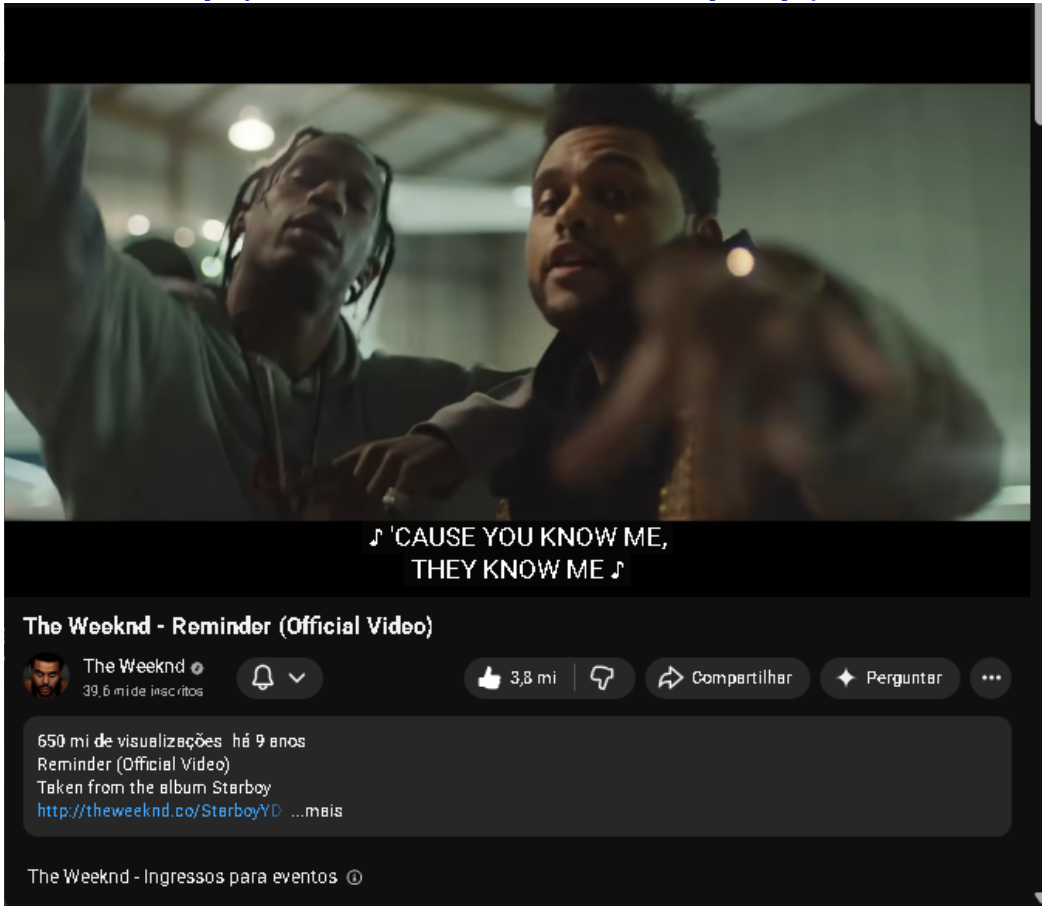 ♪ 'CAUSE YOU KNOW ME,
THEY KNOW ME ♪
The Weeknd - Reminder (Official Video)
The Weeknd
39,6 mi de inscritos
3,8 mi
Compartilhar
Perguntar
650 mi de visualizações há 9 anos
Reminder (Official Video)
Taken from the album Starboy
http://theweeknd.co/StarboyYD ...mais
The Weeknd - Ingressos para eventos